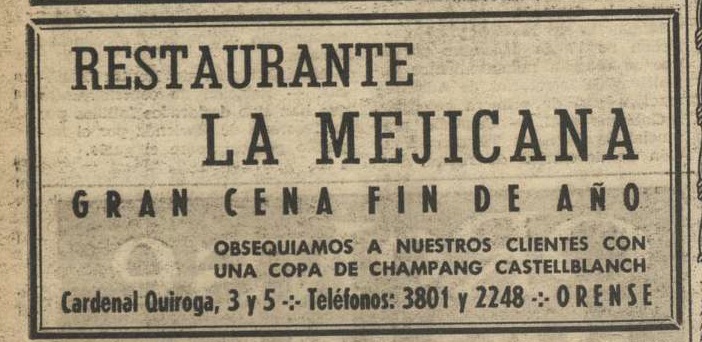 RESTAURANTE
LA MEJICANA
GRAN CENA FIN DE AÑO
OBSEQUIAMOS A NUESTROS CLIENTES CON
UNA COPA DE CHAMPANG CASTELLBLANCH
Cardenal Quiroga, 3 y 5 -:- Teléfonos: 3801 y 2248 -:- ORENSE